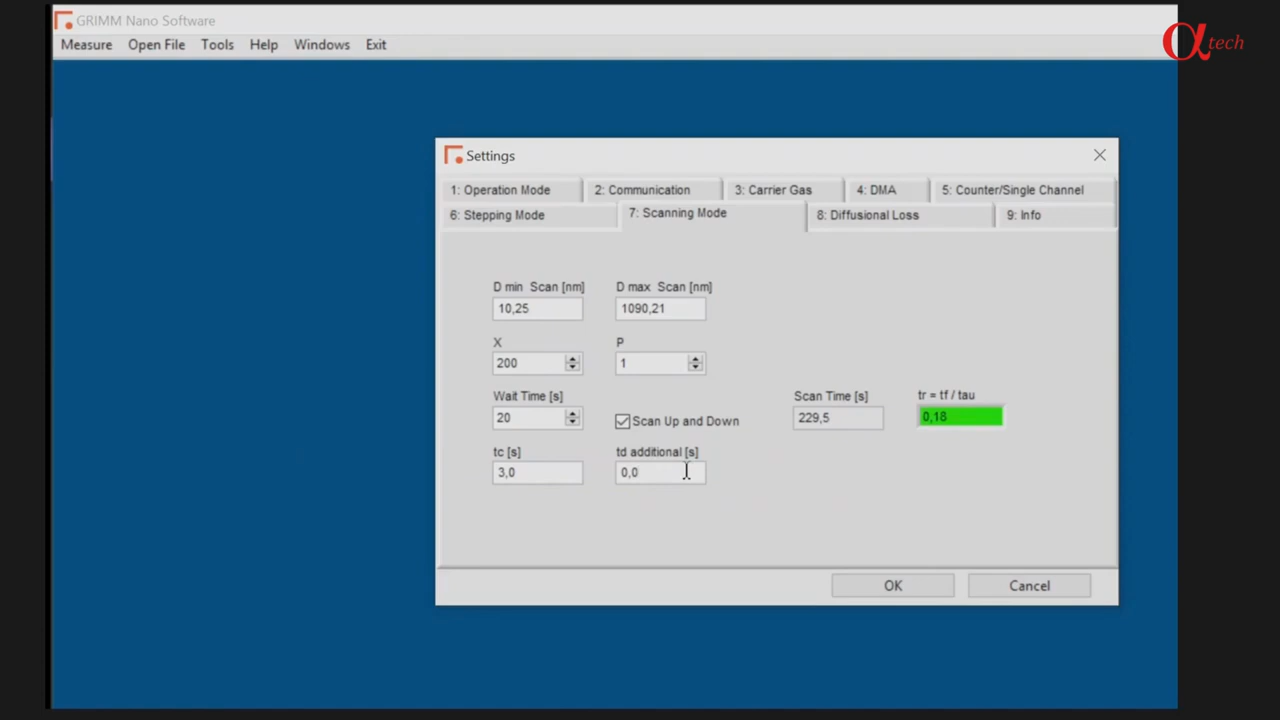 GRIMM Nano Software
αtech
Measure Open File Tools Help Windows Exit
Settings
1: Operation Mode 2: Communication 3: Carrier Gas 4: DMA 5: Counter/Single Channel
6: Stepping Mode 7: Scanning Mode 8: Diffusional Loss 9: Info
D min Scan [nm] D max Scan [nm]
10,25 1090,21
X P
200 1
Wait Time [s] Scan Time [s] tr = tf / tau
20 Scan Up and Down 229,5 0,18
tc [s] td additional [s]
3,0 0,0
OK Cancel